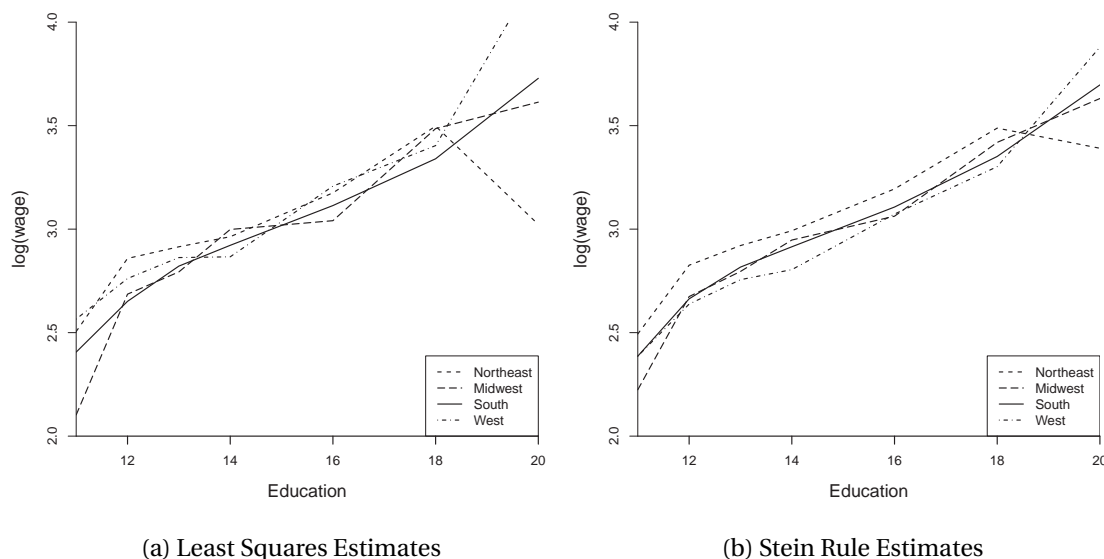 4.0
3.5
3.0
2.5
2.0
log(wage)
12
14
16
18
20
Education
Northeast
Midwest
South
West
(a) Least Squares Estimates
4.0
3.5
3.0
2.5
2.0
log(wage)
12
14
16
18
20
Education
Northeast
Midwest
South
West
(b) Stein Rule Estimates